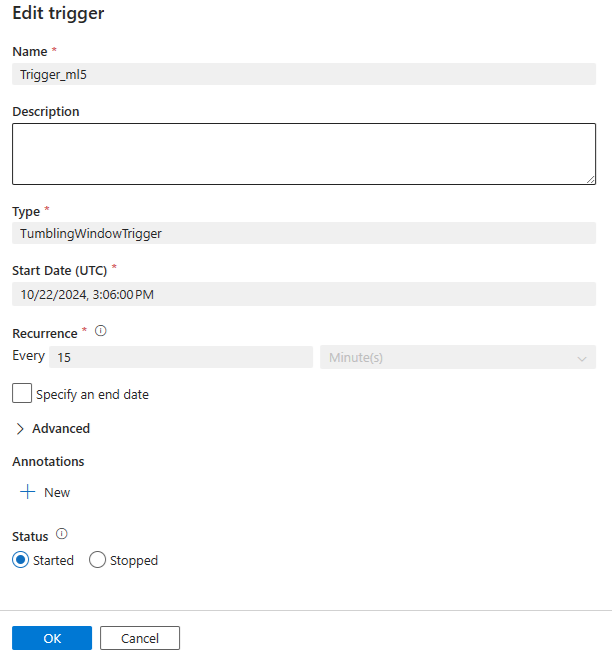 Edit trigger
Name *
Trigger_ml5
Description
Type *
TumblingWindowTrigger
Start Date (UTC) *
10/22/2024, 3:06:00 PM
Recurrence *
Every 15 Minute(s)
Specify an end date
Advanced
Annotations
New
Status
Started Stopped
OK Cancel